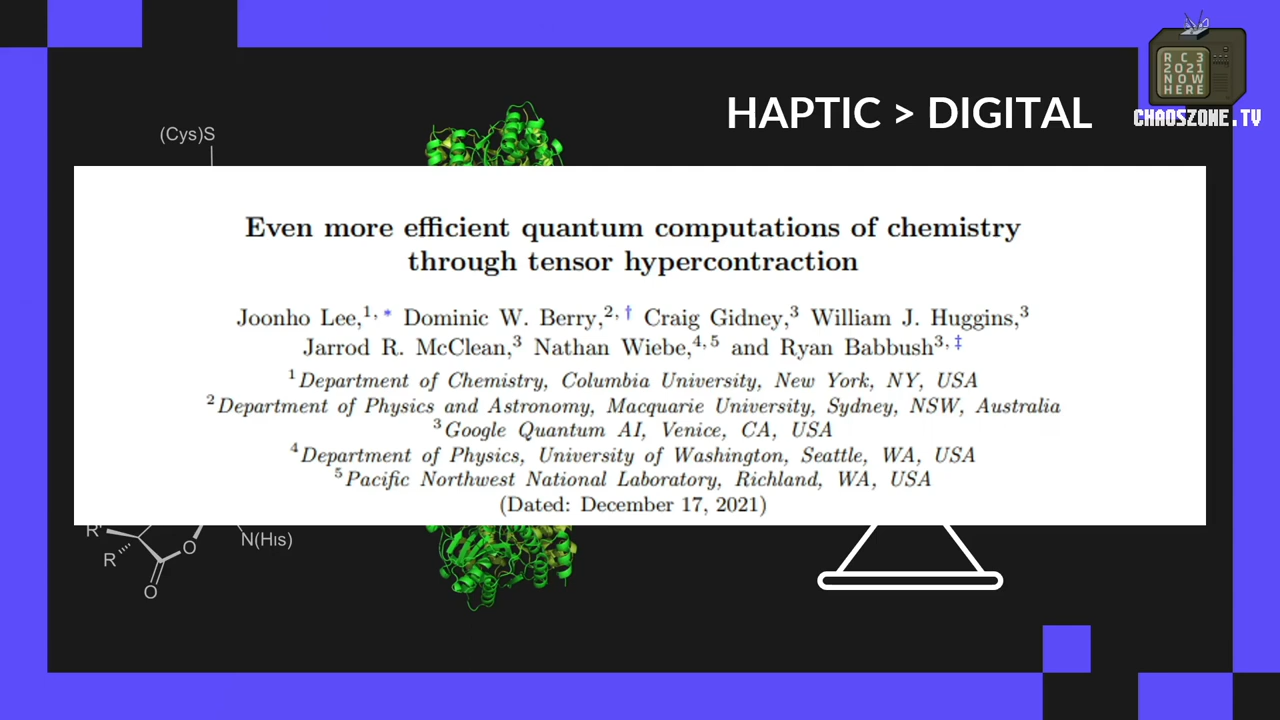 HAPTIC > DIGITAL
RC3
2021
NOW
HERE
CHAOSZONE.TV
(Cys)S
Even more efficient quantum computations of chemistry
through tensor hypercontraction
Joonho Lee,1, * Dominic W. Berry,2, † Craig Gidney,3 William J. Huggins,3
Jarrod R. McClean,3 Nathan Wiebe,4, 5 and Ryan Babbush3, ‡
1Department of Chemistry, Columbia University, New York, NY, USA
2Department of Physics and Astronomy, Macquarie University, Sydney, NSW, Australia
3Google Quantum AI, Venice, CA, USA
4Department of Physics, University of Washington, Seattle, WA, USA
5Pacific Northwest National Laboratory, Richland, WA, USA
(Dated: December 17, 2021)
R'
R
O
O
N(His)